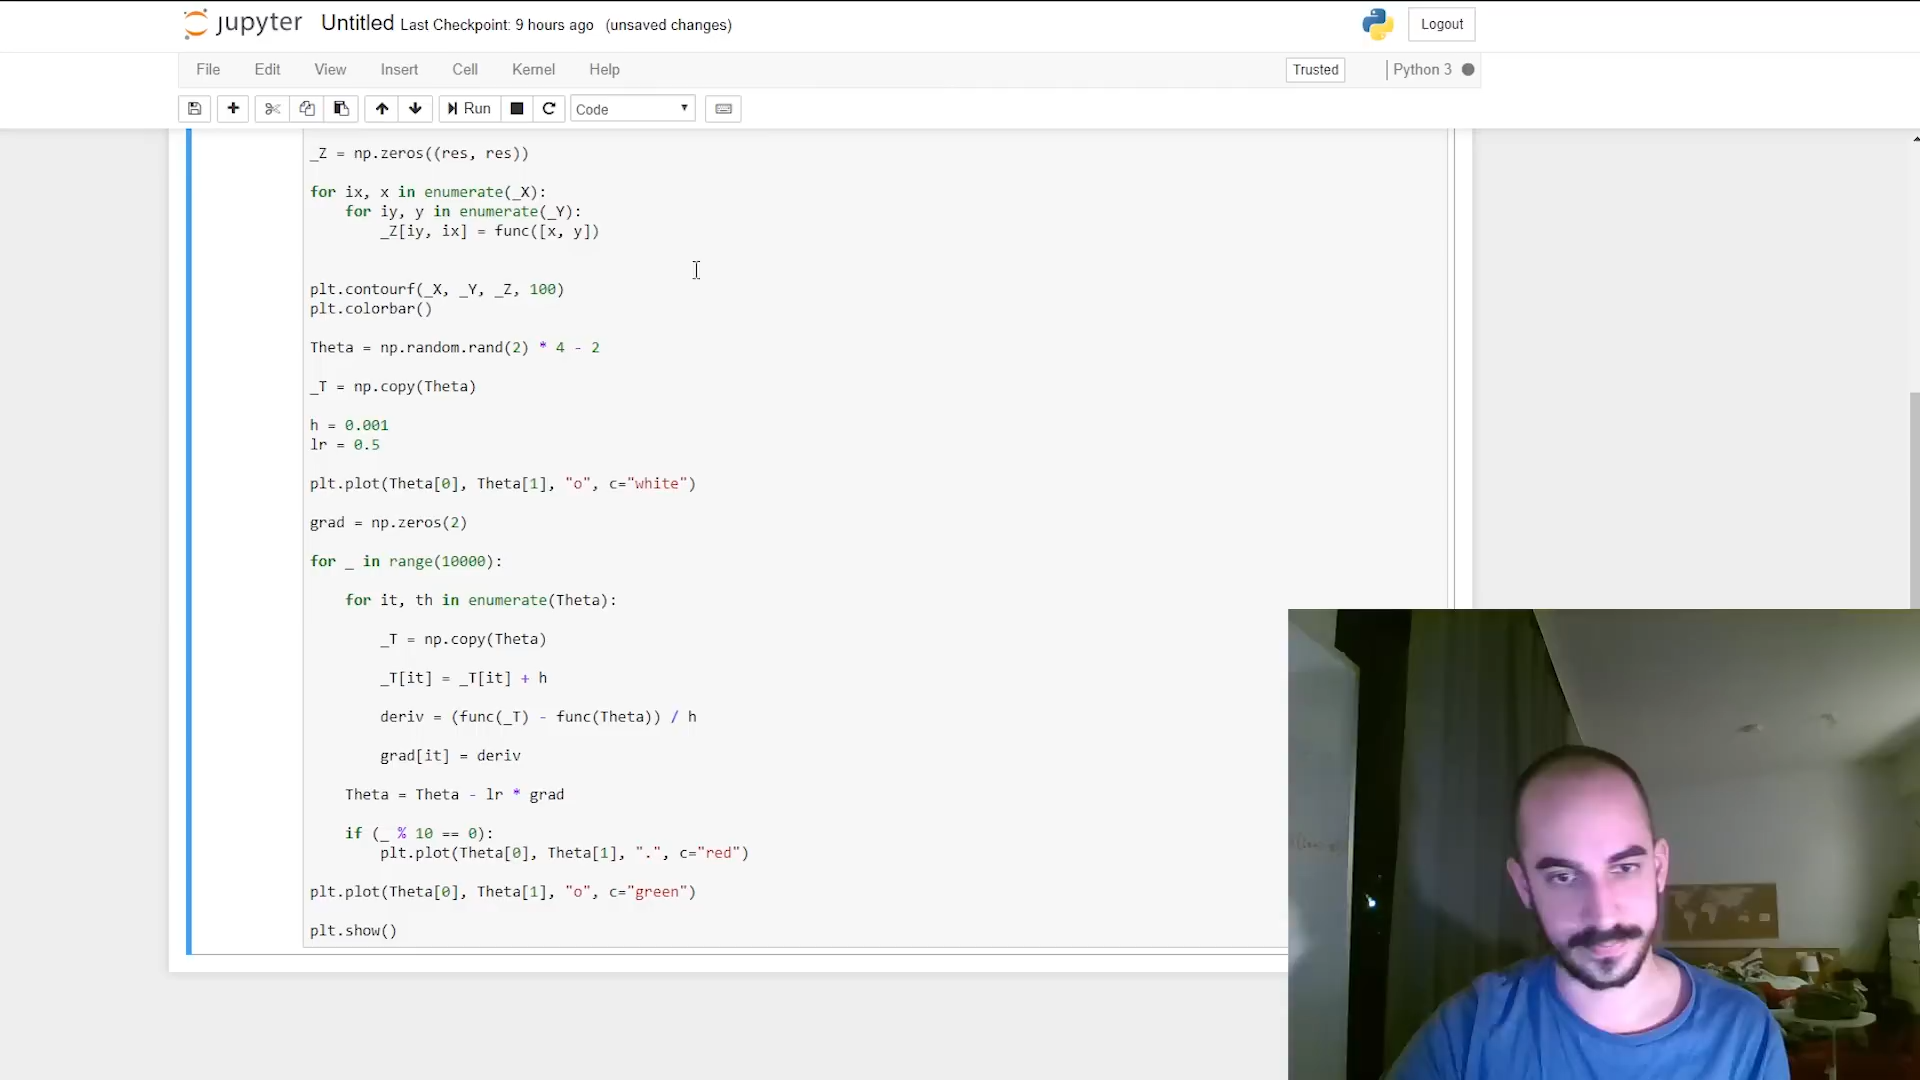 jupyter Untitled Last Checkpoint: 9 hours ago (unsaved changes) Logout
File Edit View Insert Cell Kernel Help Trusted Python 3
Run Code
_Z = np.zeros((res, res))
for ix, x in enumerate(_X):
    for iy, y in enumerate(_Y):
        _Z[iy, ix] = func([x, y])
plt.contourf(_X, _Y, _Z, 100)
plt.colorbar()
Theta = np.random.rand(2) * 4 - 2
_T = np.copy(Theta)
h = 0.001
lr = 0.5
plt.plot(Theta[0], Theta[1], "o", c="white")
grad = np.zeros(2)
for _ in range(10000):
    for it, th in enumerate(Theta):
        _T = np.copy(Theta)
        _T[it] = _T[it] + h
        deriv = (func(_T) - func(Theta)) / h
        grad[it] = deriv
    Theta = Theta - lr * grad
    if (_ % 10 == 0):
        plt.plot(Theta[0], Theta[1], ".", c="red")
plt.plot(Theta[0], Theta[1], "o", c="green")
plt.show()